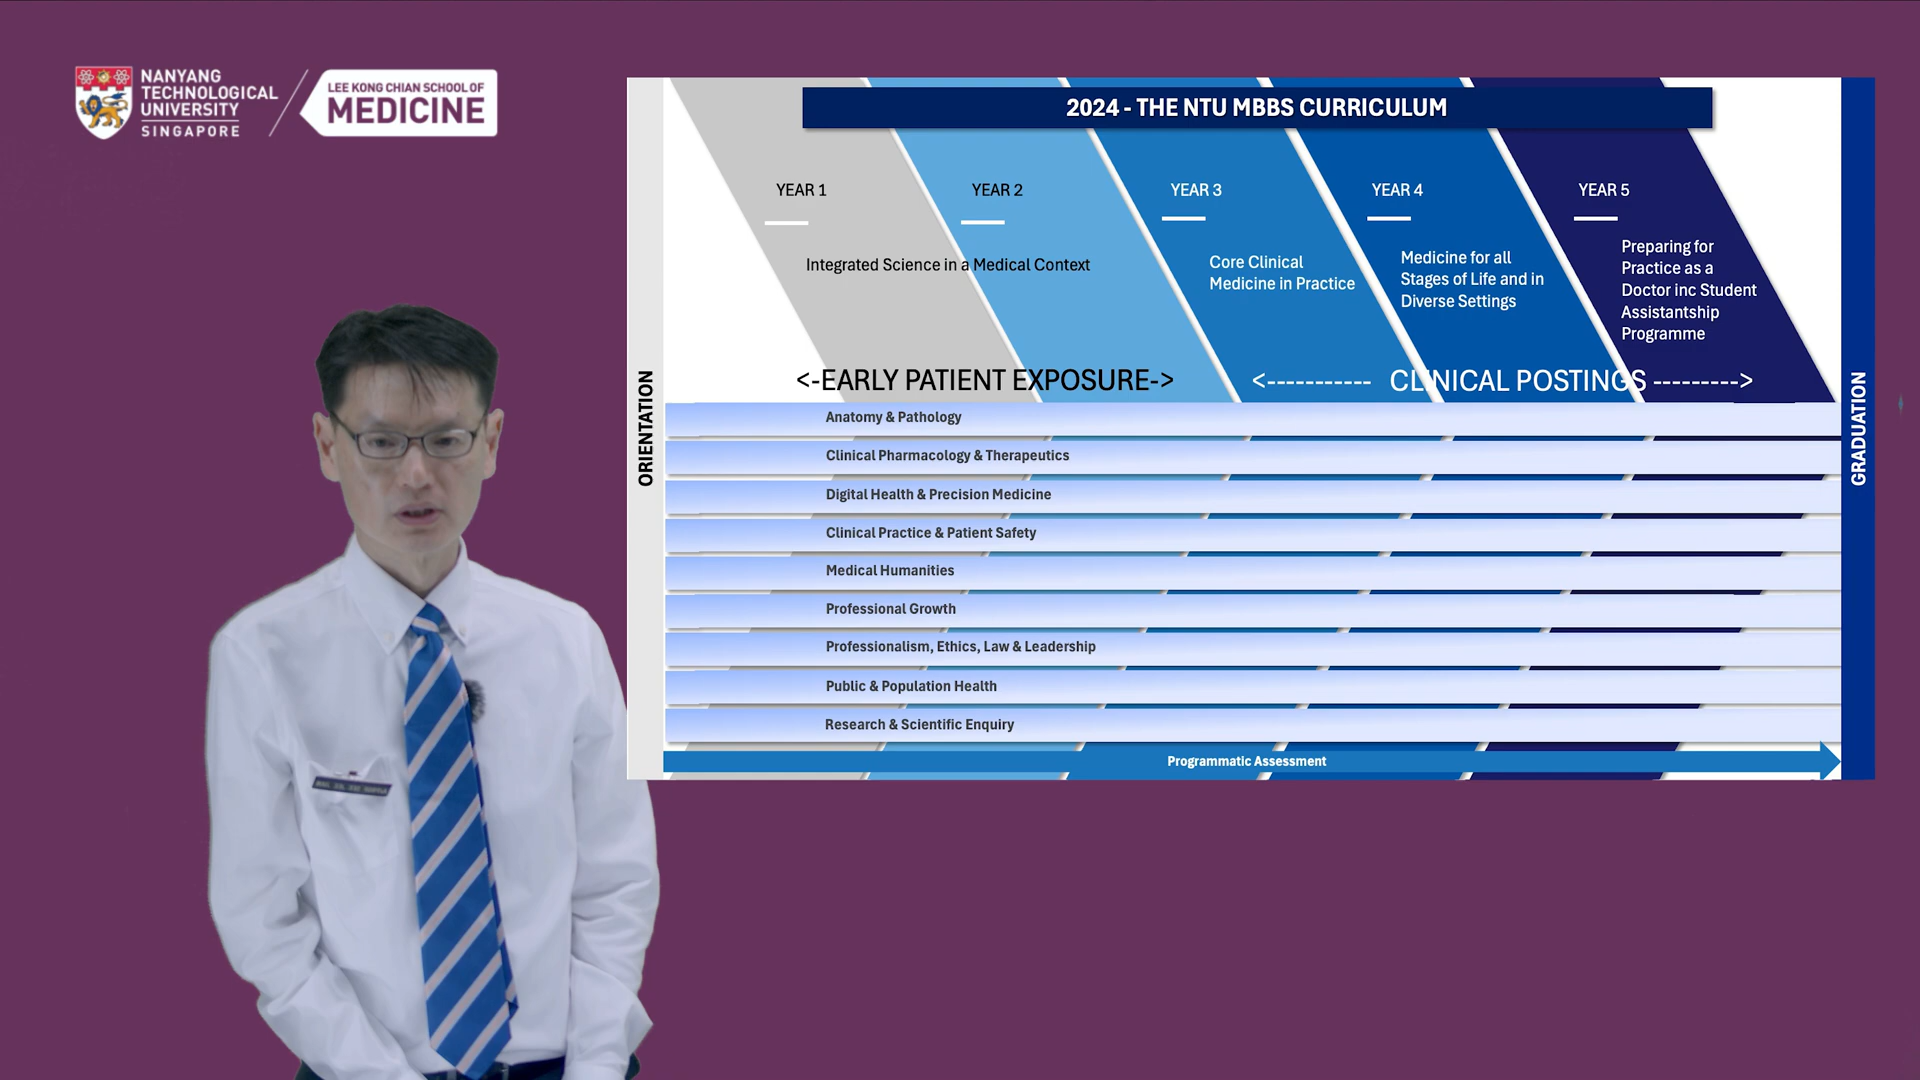 NANYANG
TECHNOLOGICAL
UNIVERSITY
SINGAPORE
LEE KONG CHIAN SCHOOL OF
MEDICINE
2024 - THE NTU MBBS CURRICULUM
YEAR 1
YEAR 2
YEAR 3
YEAR 4
YEAR 5
Integrated Science in a Medical Context
Core Clinical
Medicine in Practice
Medicine for all
Stages of Life and in
Diverse Settings
Preparing for
Practice as a
Doctor inc Student
Assistantship
Programme
<-EARLY PATIENT EXPOSURE->
<----------- CLINICAL POSTINGS --------->
ORIENTATION
Anatomy & Pathology
Clinical Pharmacology & Therapeutics
Digital Health & Precision Medicine
Clinical Practice & Patient Safety
Medical Humanities
Professional Growth
Professionalism, Ethics, Law & Leadership
Public & Population Health
Research & Scientific Enquiry
Programmatic Assessment
GRADUATION